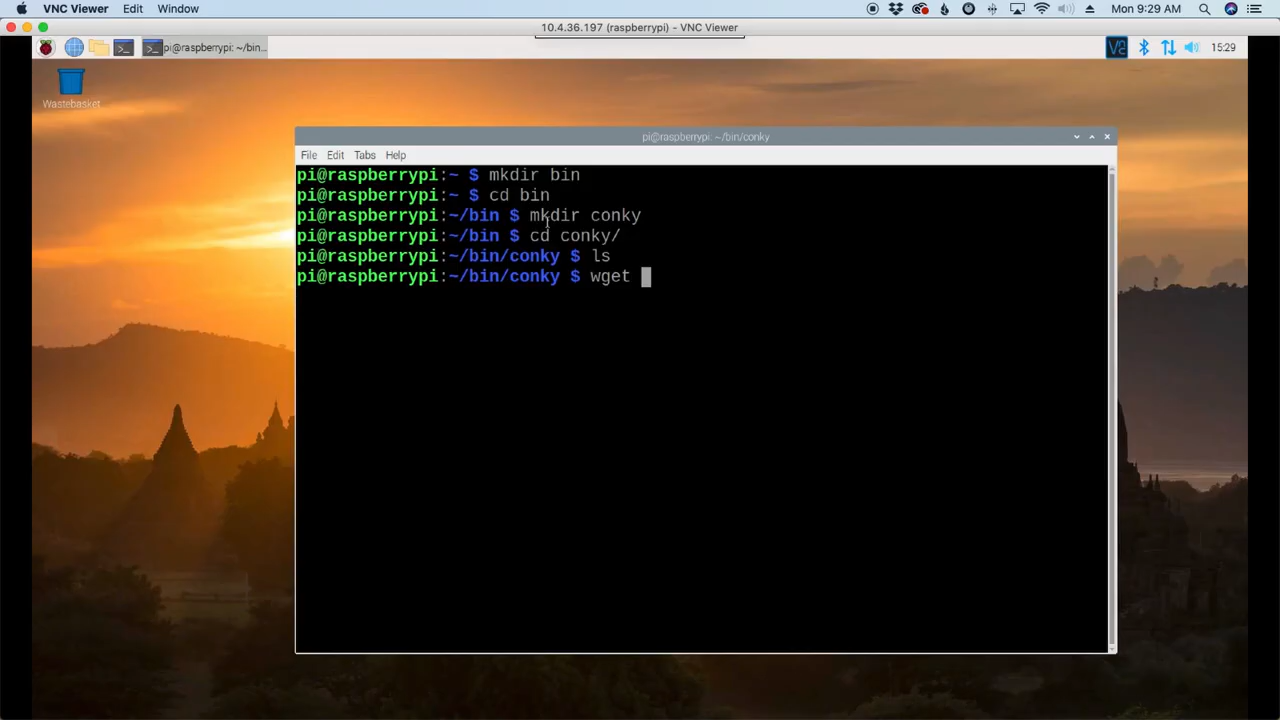 VNC Viewer Edit Window Mon 9:29 AM
10.4.36.197 (raspberrypi) - VNC Viewer
pi@raspberrypi: ~/bin... 15:29
Wastebasket
pi@raspberrypi: ~/bin/conky
File Edit Tabs Help
pi@raspberrypi:~ $ mkdir bin
pi@raspberrypi:~ $ cd bin
pi@raspberrypi:~/bin $ mkdir conky
pi@raspberrypi:~/bin $ cd conky/
pi@raspberrypi:~/bin/conky $ ls
pi@raspberrypi:~/bin/conky $ wget